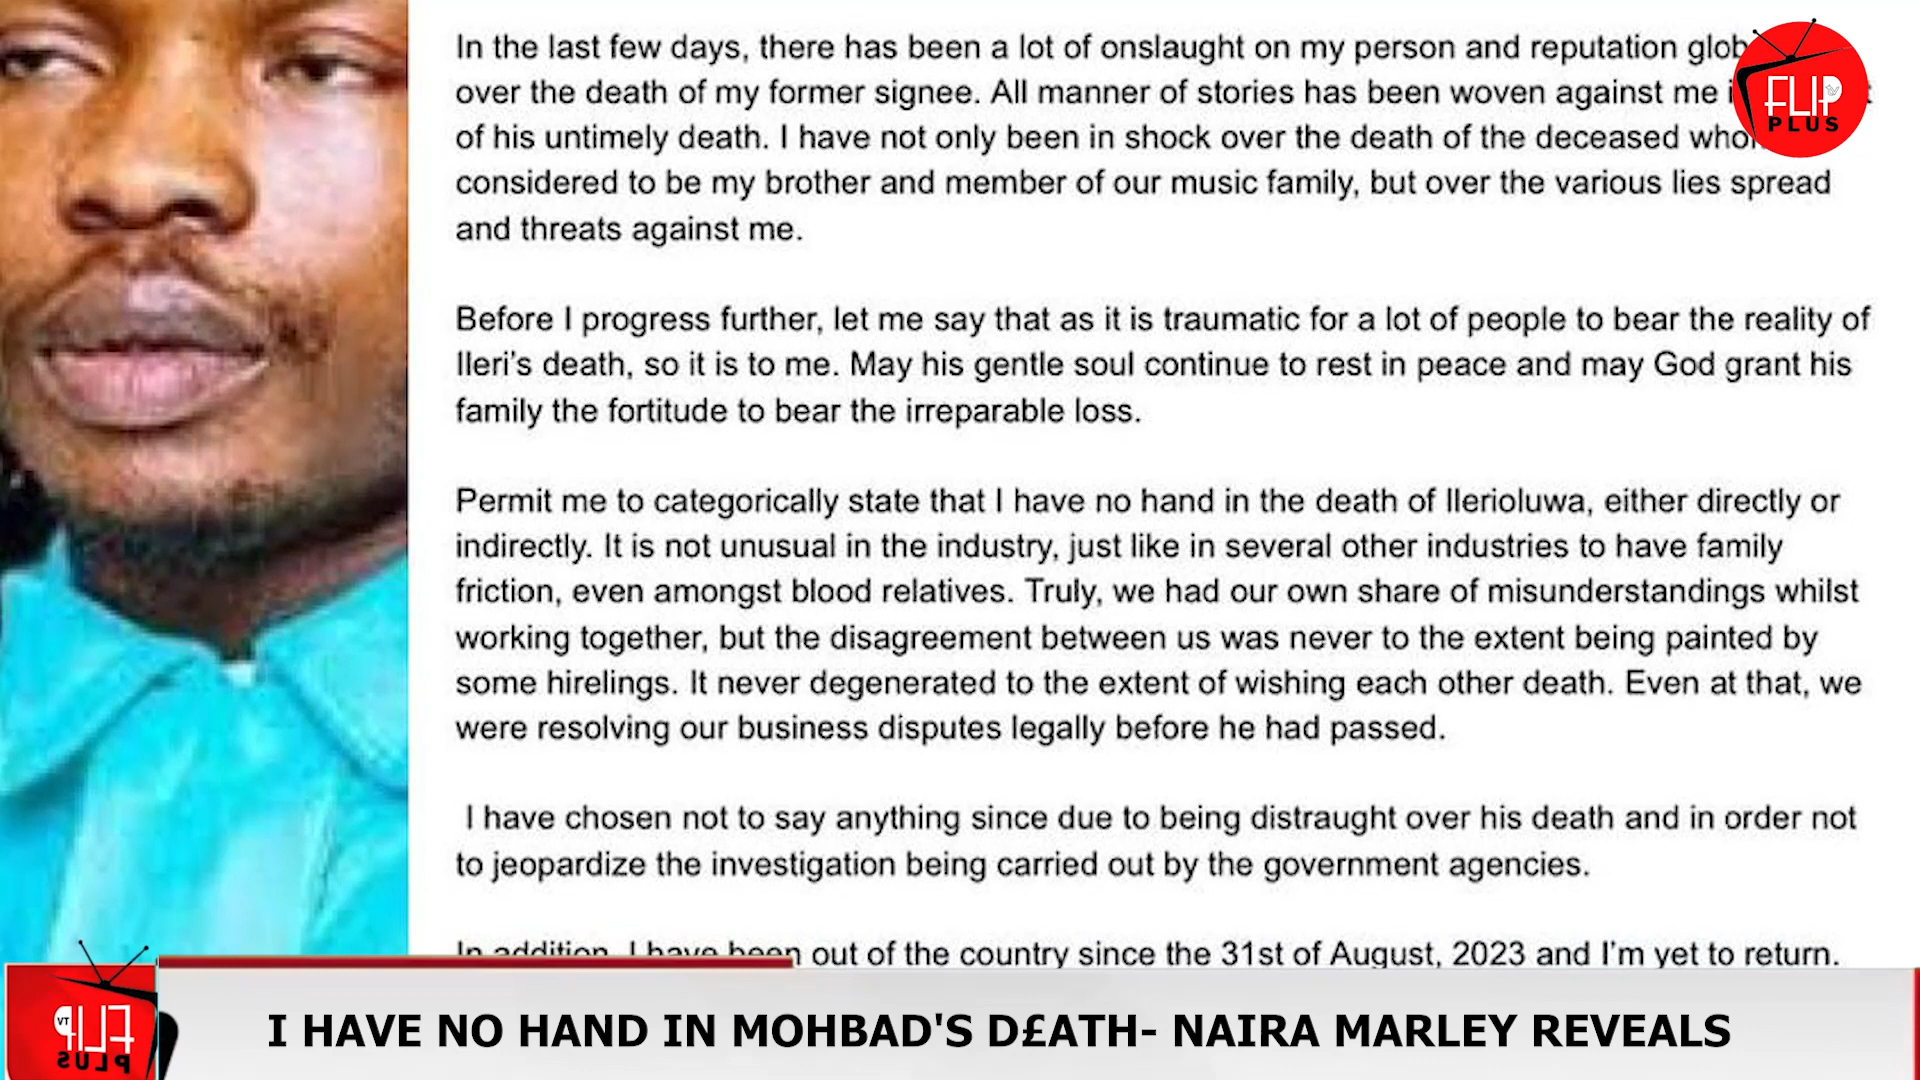 In the last few days, there has been a lot of onslaught on my person and reputation
over the death of my former signee. All manner of stories has been woven against me
of his untimely death. I have not only been in shock over the death of the deceased
considered to be my brother and member of our music family, but over the various lies spread
and threats against me.
Before I progress further, let me say that as it is traumatic for a lot of people to bear the reality of
Ileri's death, so it is to me. May his gentle soul continue to rest in peace and may God grant his
family the fortitude to bear the irreparable loss.
Permit me to categorically state that I have no hand in the death of Ilerioluwa, either directly or
indirectly. It is not unusual in the industry, just like in several other industries to have family
friction, even amongst blood relatives. Truly, we had our own share of misunderstandings whilst
working together, but the disagreement between us was never to the extent being painted by
some hirelings. It never degenerated to the extent of wishing each other death. Even at that, we
were resolving our business disputes legally before he had passed.
I have chosen not to say anything since due to being distraught over his death and in order not
to jeopardize the investigation being carried out by the government agencies.
In addition, I have been out of the country since the 31st of August, 2023 and I'm yet to return.
FLIP TV
PLUS
FLIP TV
PLUS
I HAVE NO HAND IN MOHBAD'S D£ATH- NAIRA MARLEY REVEALS